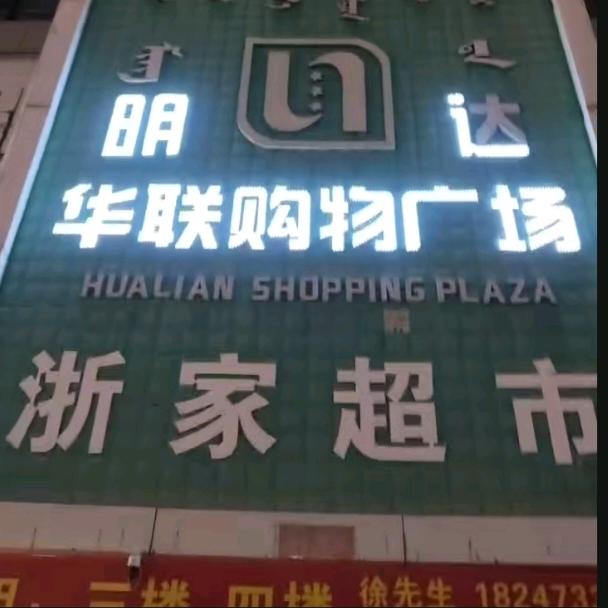 明 达
华联购物广场
HUALIAN SHOPPING PLAZA
浙家超市
三楼 四楼 徐先生 1824733